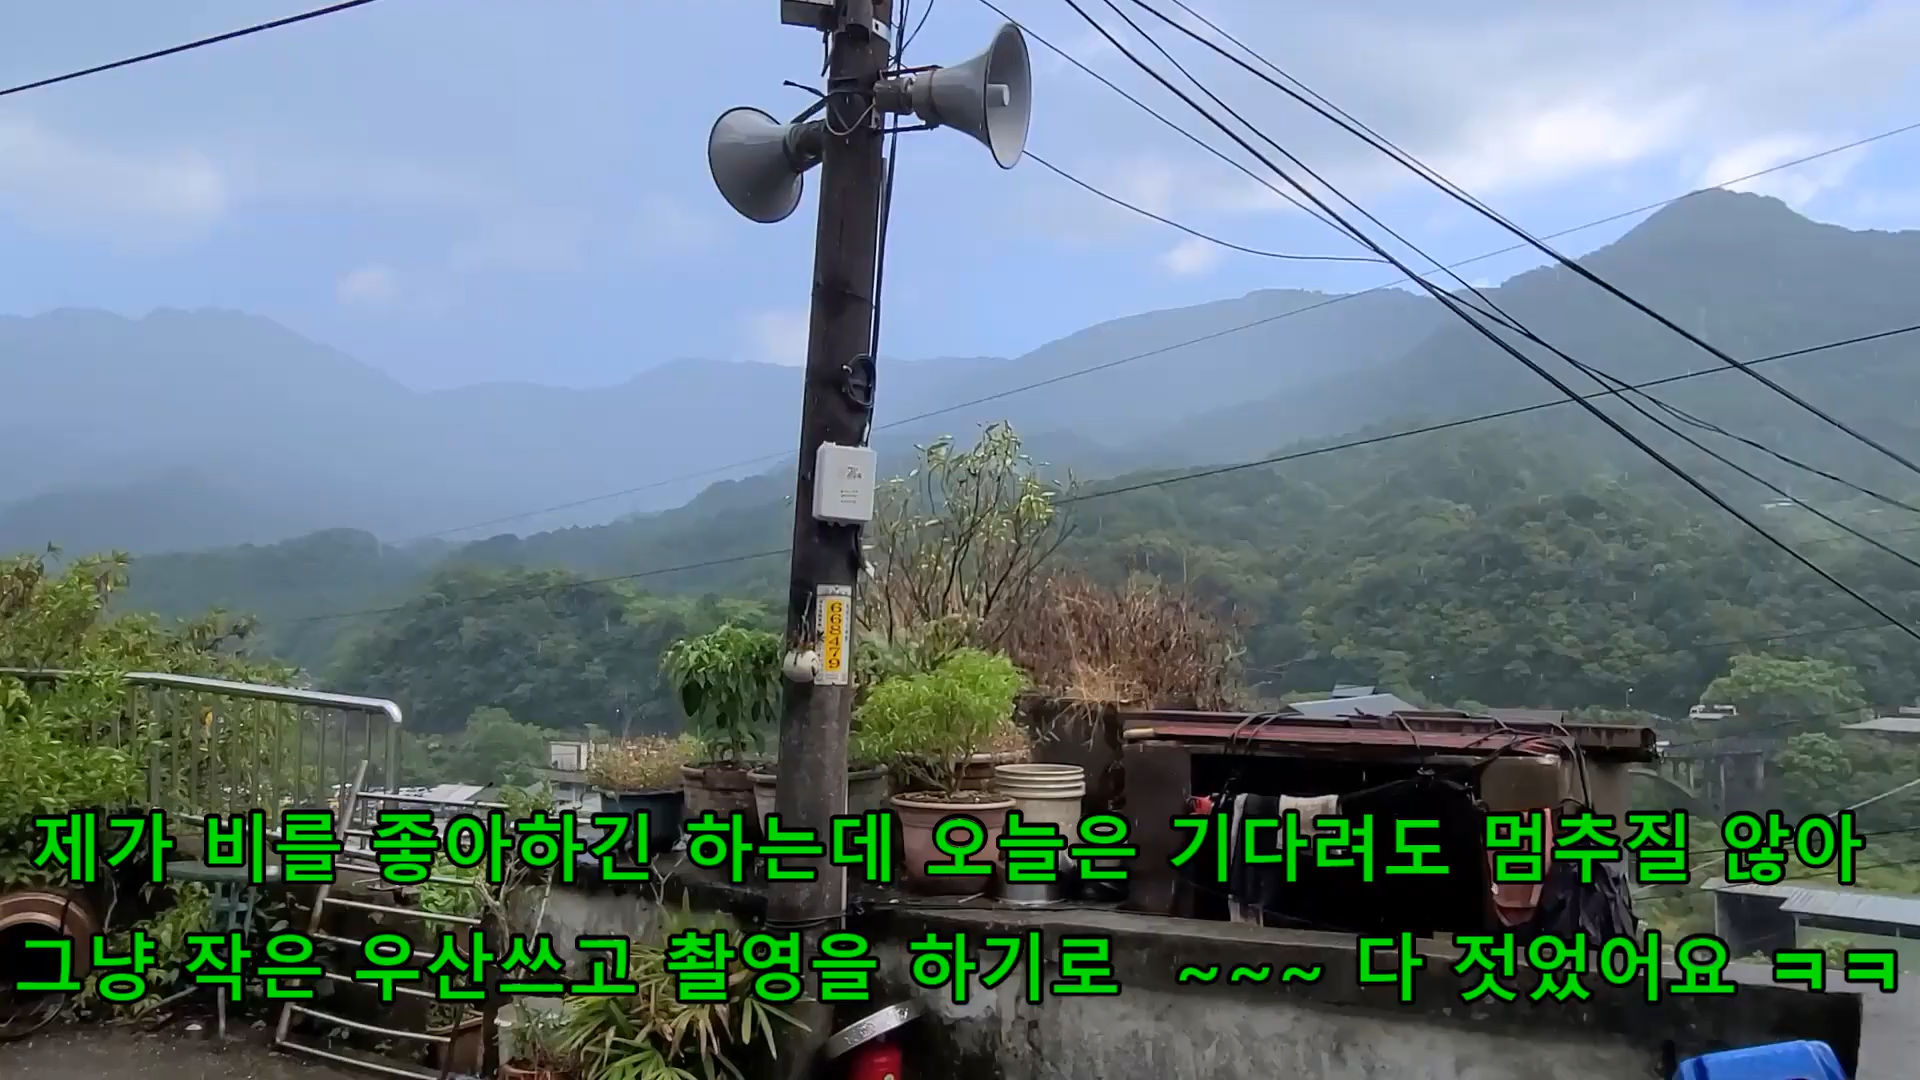 668479
제가 비를 좋아하긴 하는데 오늘은 기다려도 멈추질 않아
그냥 작은 우산쓰고 촬영을 하기로 ~~~ 다 젓었어요 ㅋㅋ